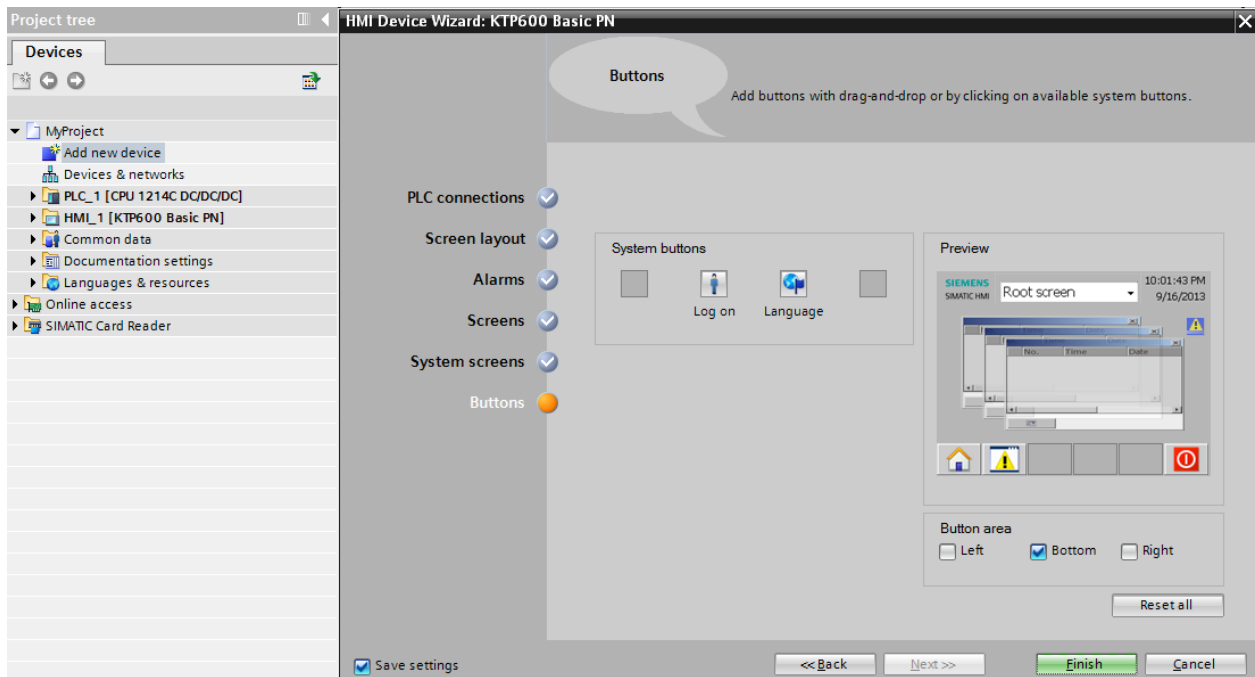 Project tree
HMI Device Wizard: KTP600 Basic PN
Devices
Buttons
Add buttons with drag-and-drop or by clicking on available system buttons.
MyProject
Add new device
Devices & networks
PLC_1 [CPU 1214C DC/DC/DC]
HMI_1 [KTP600 Basic PN]
Common data
Documentation settings
Languages & resources
Online access
SIMATIC Card Reader
PLC connections
Screen layout
Alarms
Screens
System screens
Buttons
System buttons
Log on
Language
Preview
SIEMENS
SIMATIC HMI
Root screen
10:01:43 PM
9/16/2013
No. Time Date
Button area
Left
Bottom
Right
Reset all
Save settings
<<Back
Next >>
Finish
Cancel